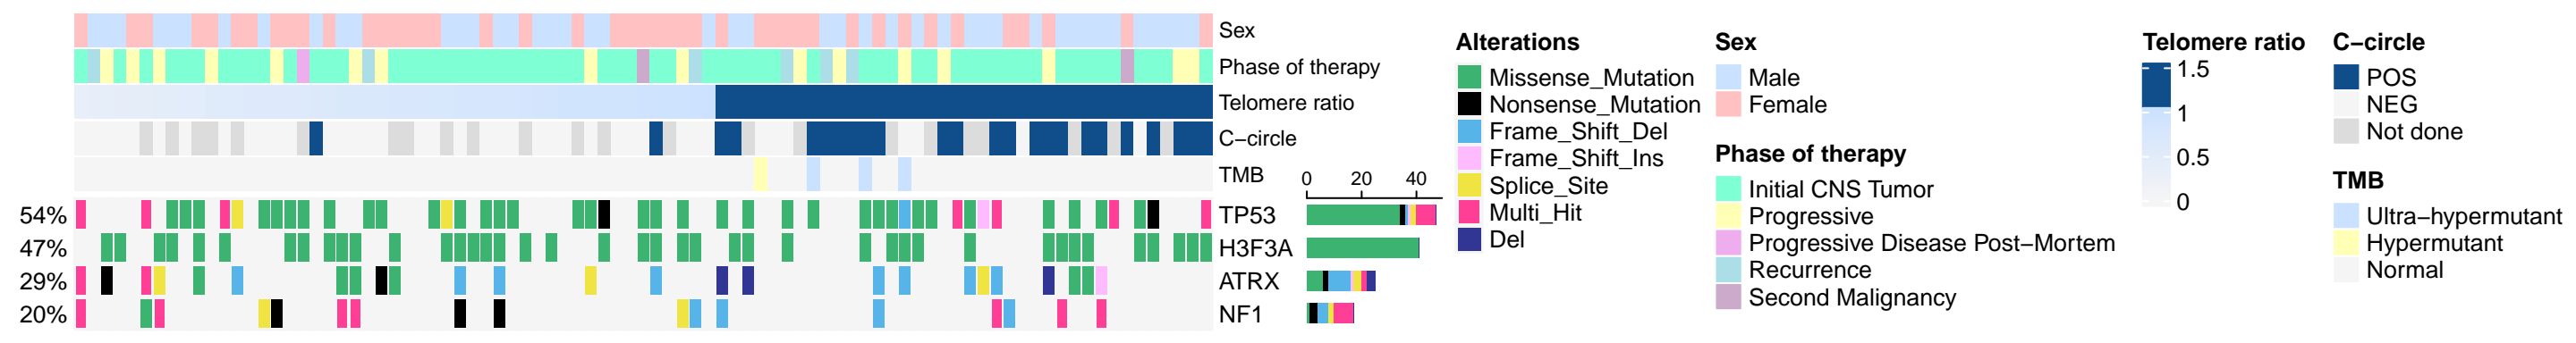 Sex
Phase of therapy
Telomere ratio
C−circle
TMB
0 20 40
54% TP53
47% H3F3A
29% ATRX
20% NF1
Alterations
Missense_Mutation
Nonsense_Mutation
Frame_Shift_Del
Frame_Shift_Ins
Splice_Site
Multi_Hit
Del
Sex
Male
Female
Phase of therapy
Initial CNS Tumor
Progressive
Progressive Disease Post−Mortem
Recurrence
Second Malignancy
Telomere ratio
1.5
1
0.5
0
C−circle
POS
NEG
Not done
TMB
Ultra−hypermutant
Hypermutant
Normal